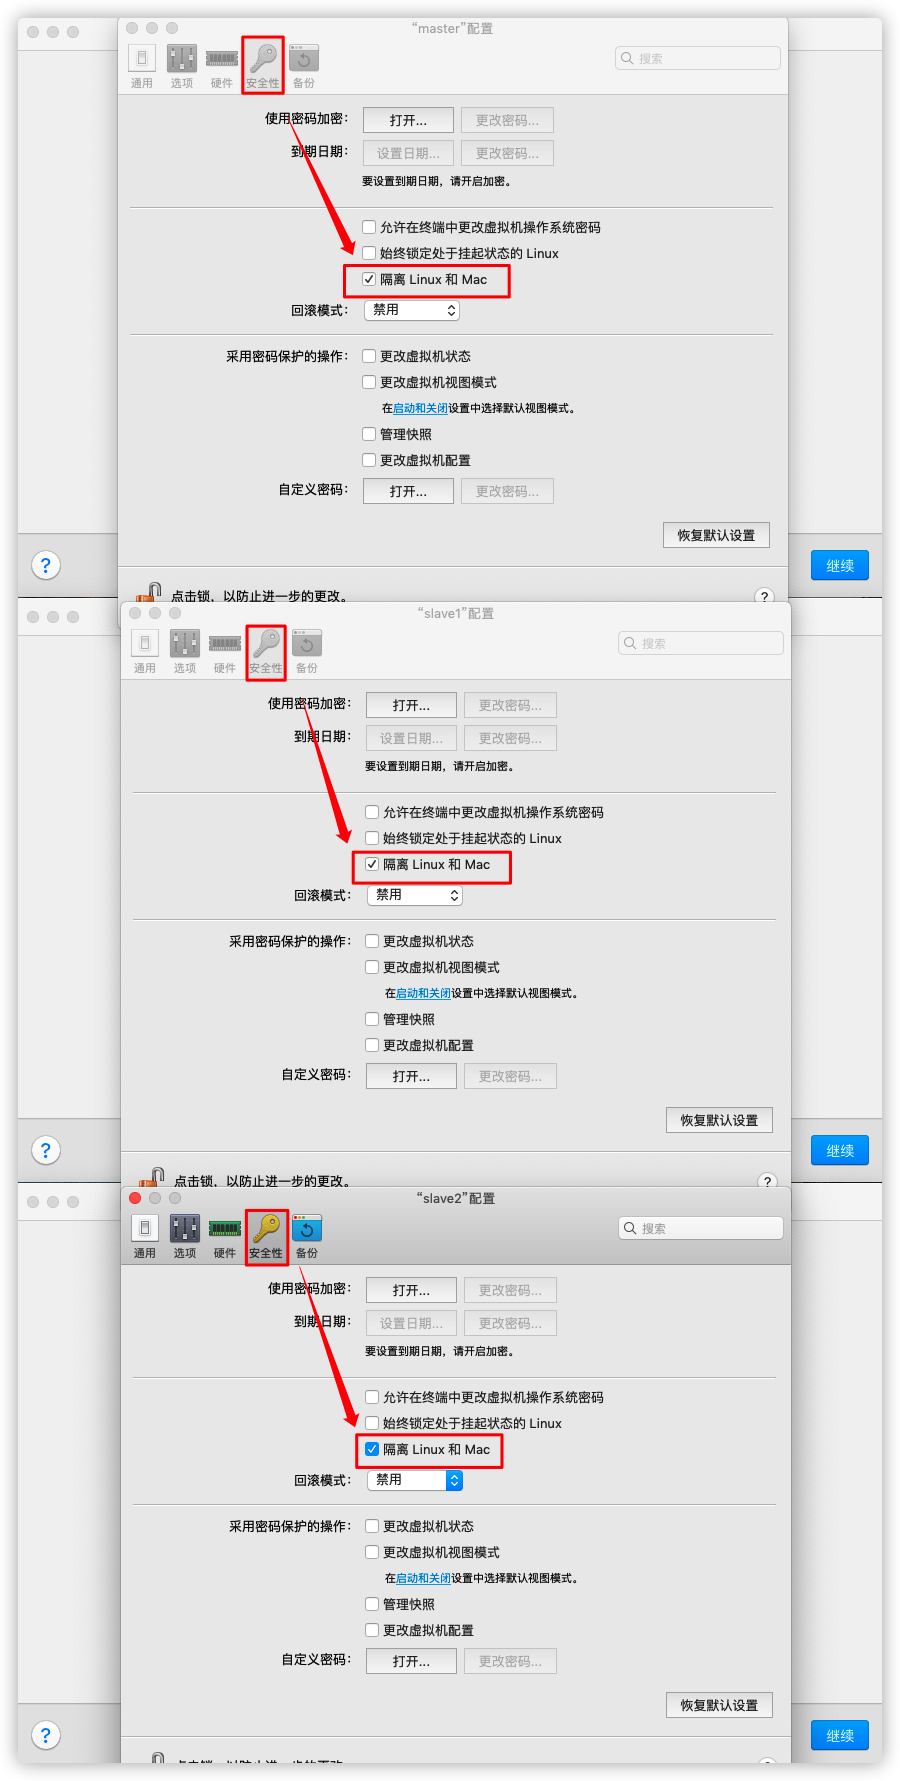 “master”配置
通用 选项 硬件 安全性 备份
搜索
使用密码加密： 打开... 更改密码...
到期日期： 设置日期... 更改密码...
要设置到期日期，请开启加密。
允许在终端中更改虚拟机操作系统密码
始终锁定处于挂起状态的 Linux
隔离 Linux 和 Mac
回滚模式： 禁用
采用密码保护的操作： 更改虚拟机状态
更改虚拟机视图模式
在启动和关闭设置中选择默认视图模式。
管理快照
更改虚拟机配置
自定义密码： 打开... 更改密码...
恢复默认设置
? 继续
点击锁，以防止进一步的更改。 ?
“slave1”配置
通用 选项 硬件 安全性 备份
搜索
使用密码加密： 打开... 更改密码...
到期日期： 设置日期... 更改密码...
要设置到期日期，请开启加密。
允许在终端中更改虚拟机操作系统密码
始终锁定处于挂起状态的 Linux
隔离 Linux 和 Mac
回滚模式： 禁用
采用密码保护的操作： 更改虚拟机状态
更改虚拟机视图模式
在启动和关闭设置中选择默认视图模式。
管理快照
更改虚拟机配置
自定义密码： 打开... 更改密码...
恢复默认设置
? 继续
点击锁，以防止进一步的更改。 ?
“slave2”配置
通用 选项 硬件 安全性 备份
搜索
使用密码加密： 打开... 更改密码...
到期日期： 设置日期... 更改密码...
要设置到期日期，请开启加密。
允许在终端中更改虚拟机操作系统密码
始终锁定处于挂起状态的 Linux
隔离 Linux 和 Mac
回滚模式： 禁用
采用密码保护的操作： 更改虚拟机状态
更改虚拟机视图模式
在启动和关闭设置中选择默认视图模式。
管理快照
更改虚拟机配置
自定义密码： 打开... 更改密码...
恢复默认设置
? 继续